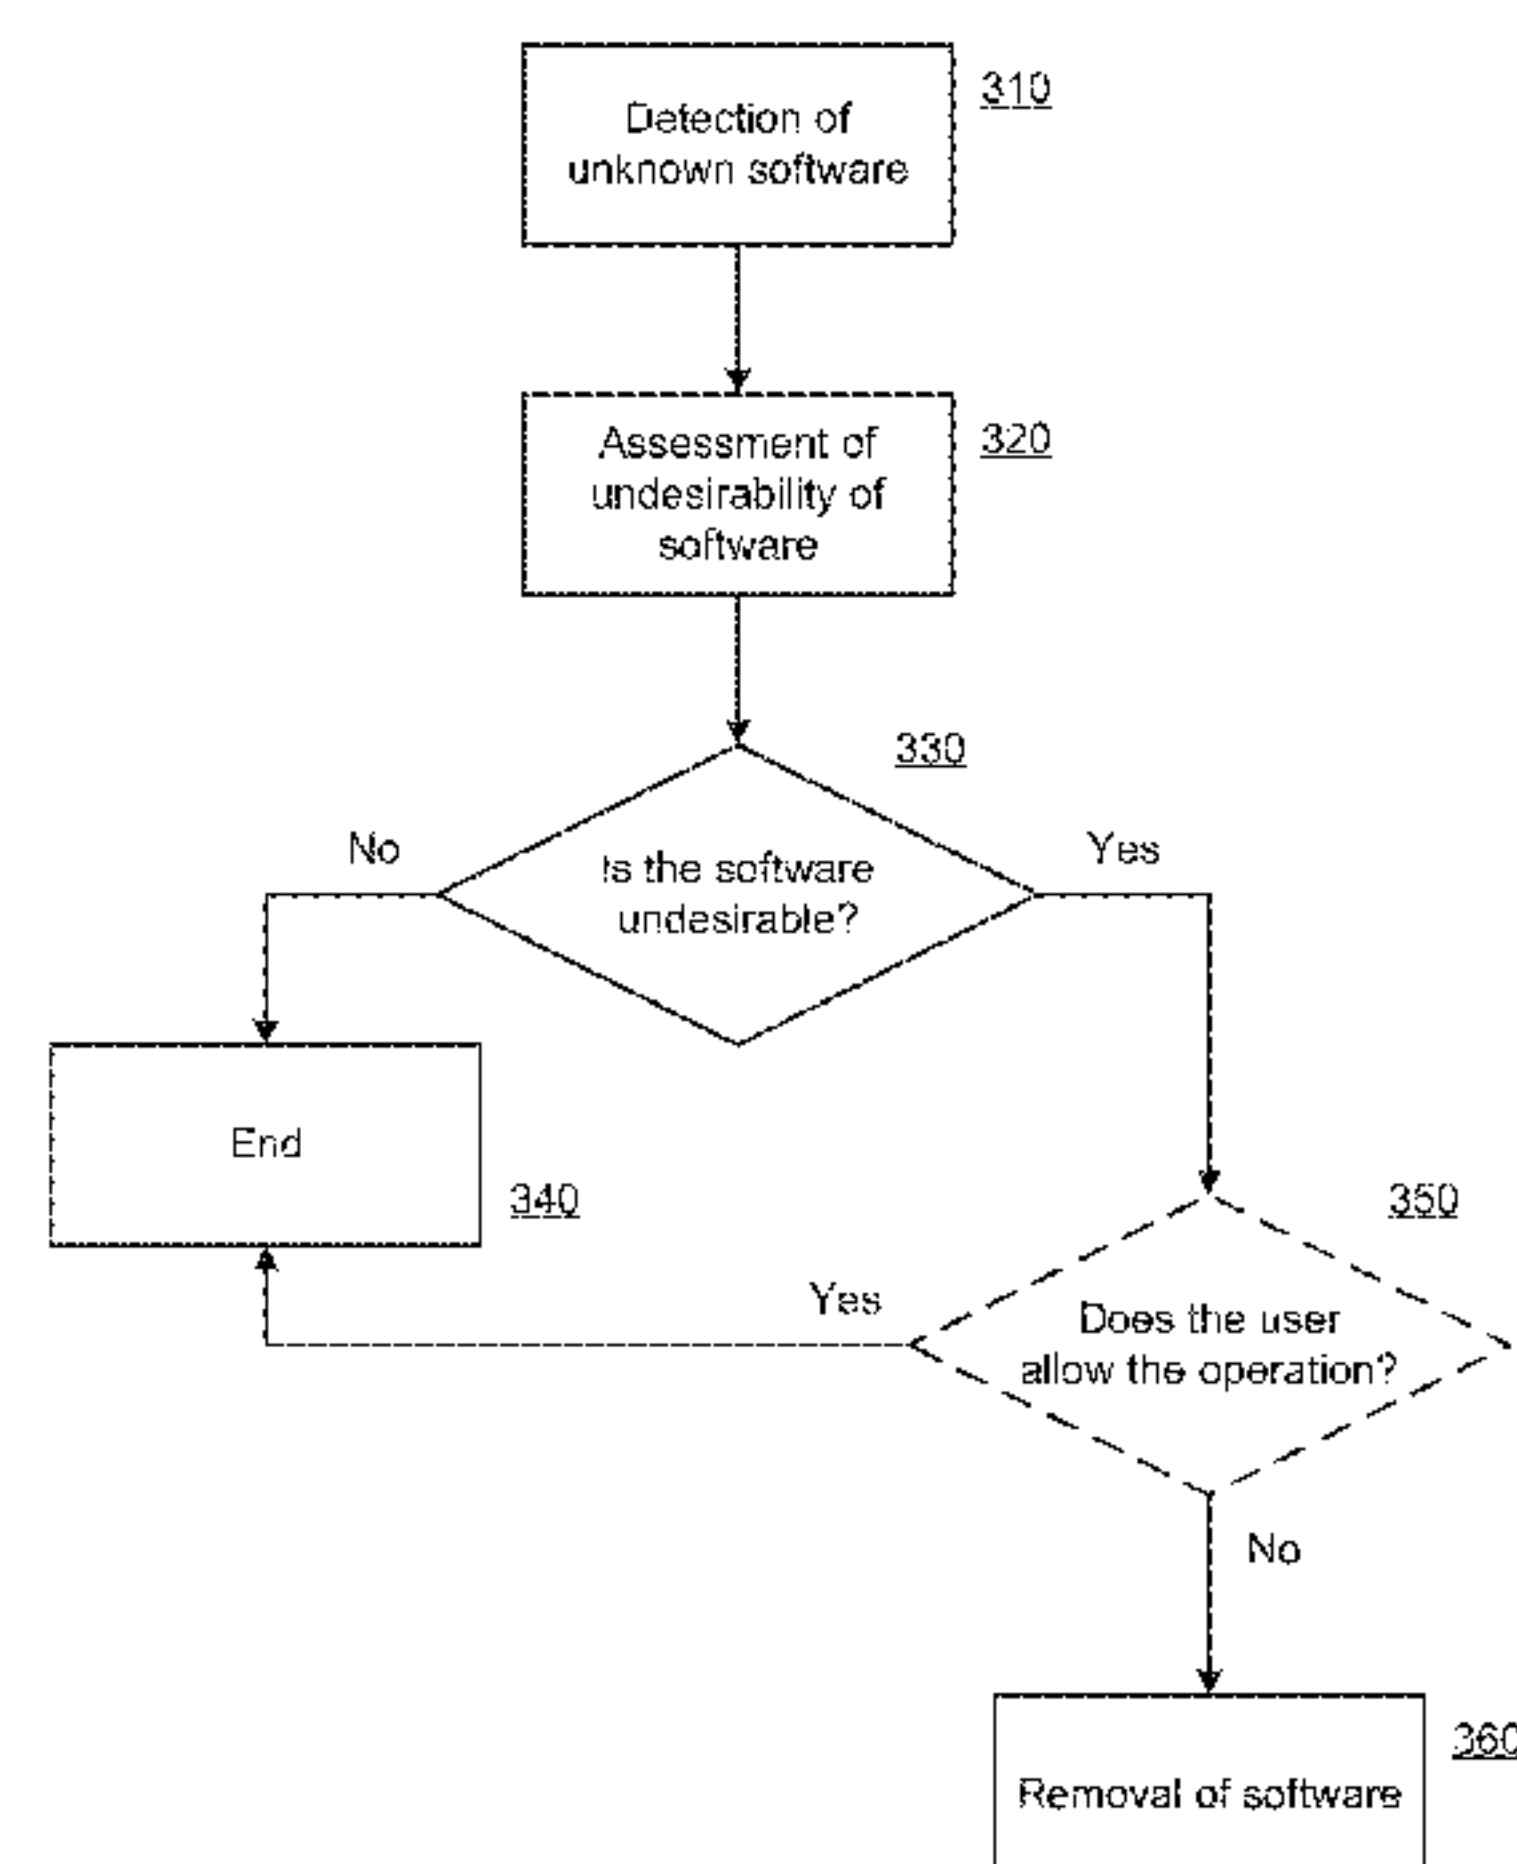 Detection of
unknown software
310
Assessment of
undesirability of
software
320
330
No
Is the software
undesirable?
Yes
End
340
350
Yes
Does the user
allow the operation?
No
360
Removal of software